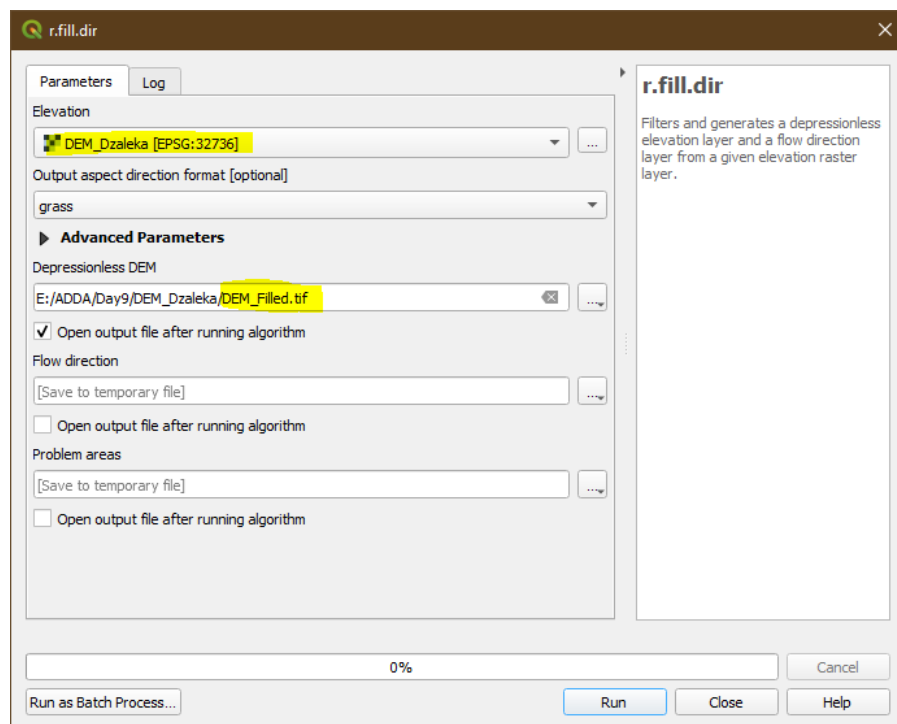 r.fill.dir
Parameters
Log
Elevation
DEM_Dzaleka [EPSG:32736]
...
Output aspect direction format [optional]
grass
Advanced Parameters
Depressionless DEM
E:/ADDA/Day9/DEM_Dzaleka/DEM_Filled.tif
...
Open output file after running algorithm
Flow direction
[Save to temporary file]
...
Open output file after running algorithm
Problem areas
[Save to temporary file]
...
Open output file after running algorithm
r.fill.dir
Filters and generates a depressionless
elevation layer and a flow direction
layer from a given elevation raster
layer.
0%
Cancel
Run as Batch Process...
Run
Close
Help